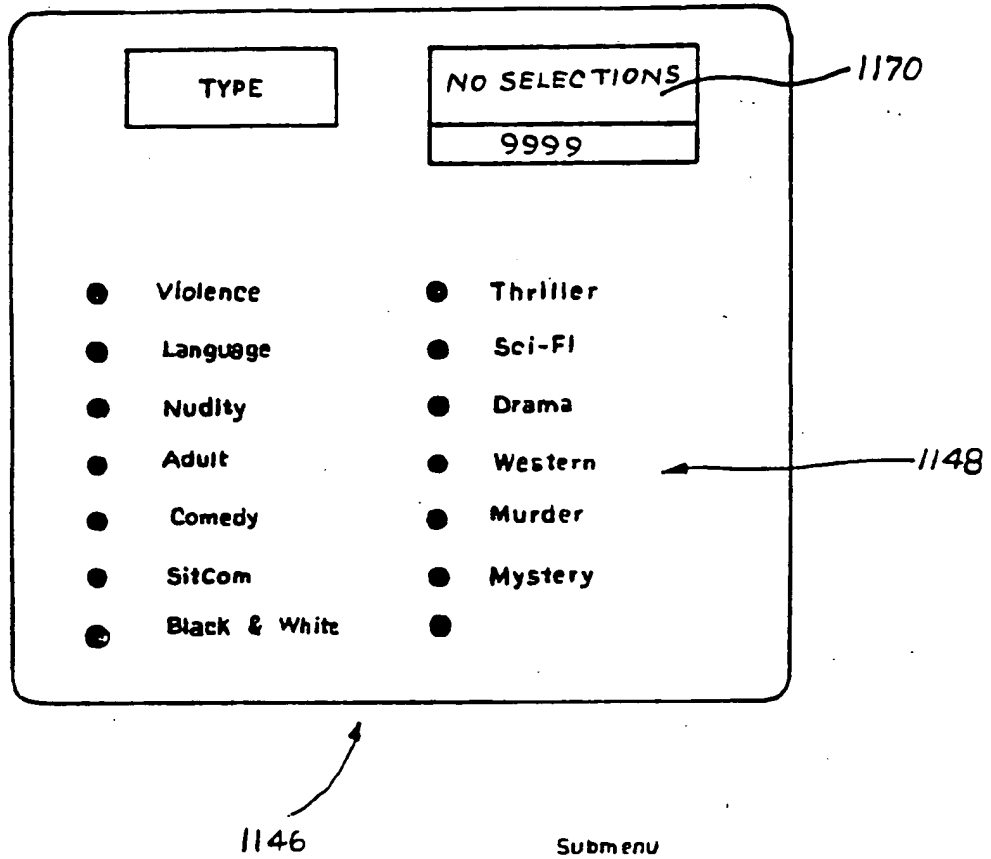 TYPE
NO SELECTIONS
1170
9999
Violence
Thriller
Language
Sci-FI
Nudity
Drama
Adult
Western
1148
Comedy
Murder
SitCom
Mystery
Black & White
1146
Submenu